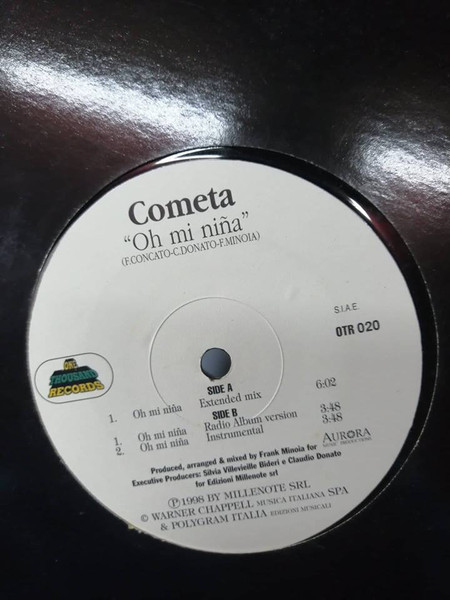 Cometa
"Oh mi niña"
(F.CONCATO-C.DONATO-F.MINOIA)
S.I.A.E.
OTR 020
ONE
THOUSAND
RECORDS
SIDE A
1. Oh mi niña Extended mix 6:02
SIDE B
1. Oh mi niña Radio Album version 3:48
2. Oh mi niña Instrumental 3:48
Produced, arranged & mixed by Frank Minoia for AURORA
MUSIC PRODUCTIONS
Executive Producers: Silvia Villevieille Bideri e Claudio Donato
for Edizioni Millenote srl
℗ 1998 BY MILLENOTE SRL
© WARNER CHAPPELL MUSICA ITALIANA SPA
& POLYGRAM ITALIA EDIZIONI MUSICALI